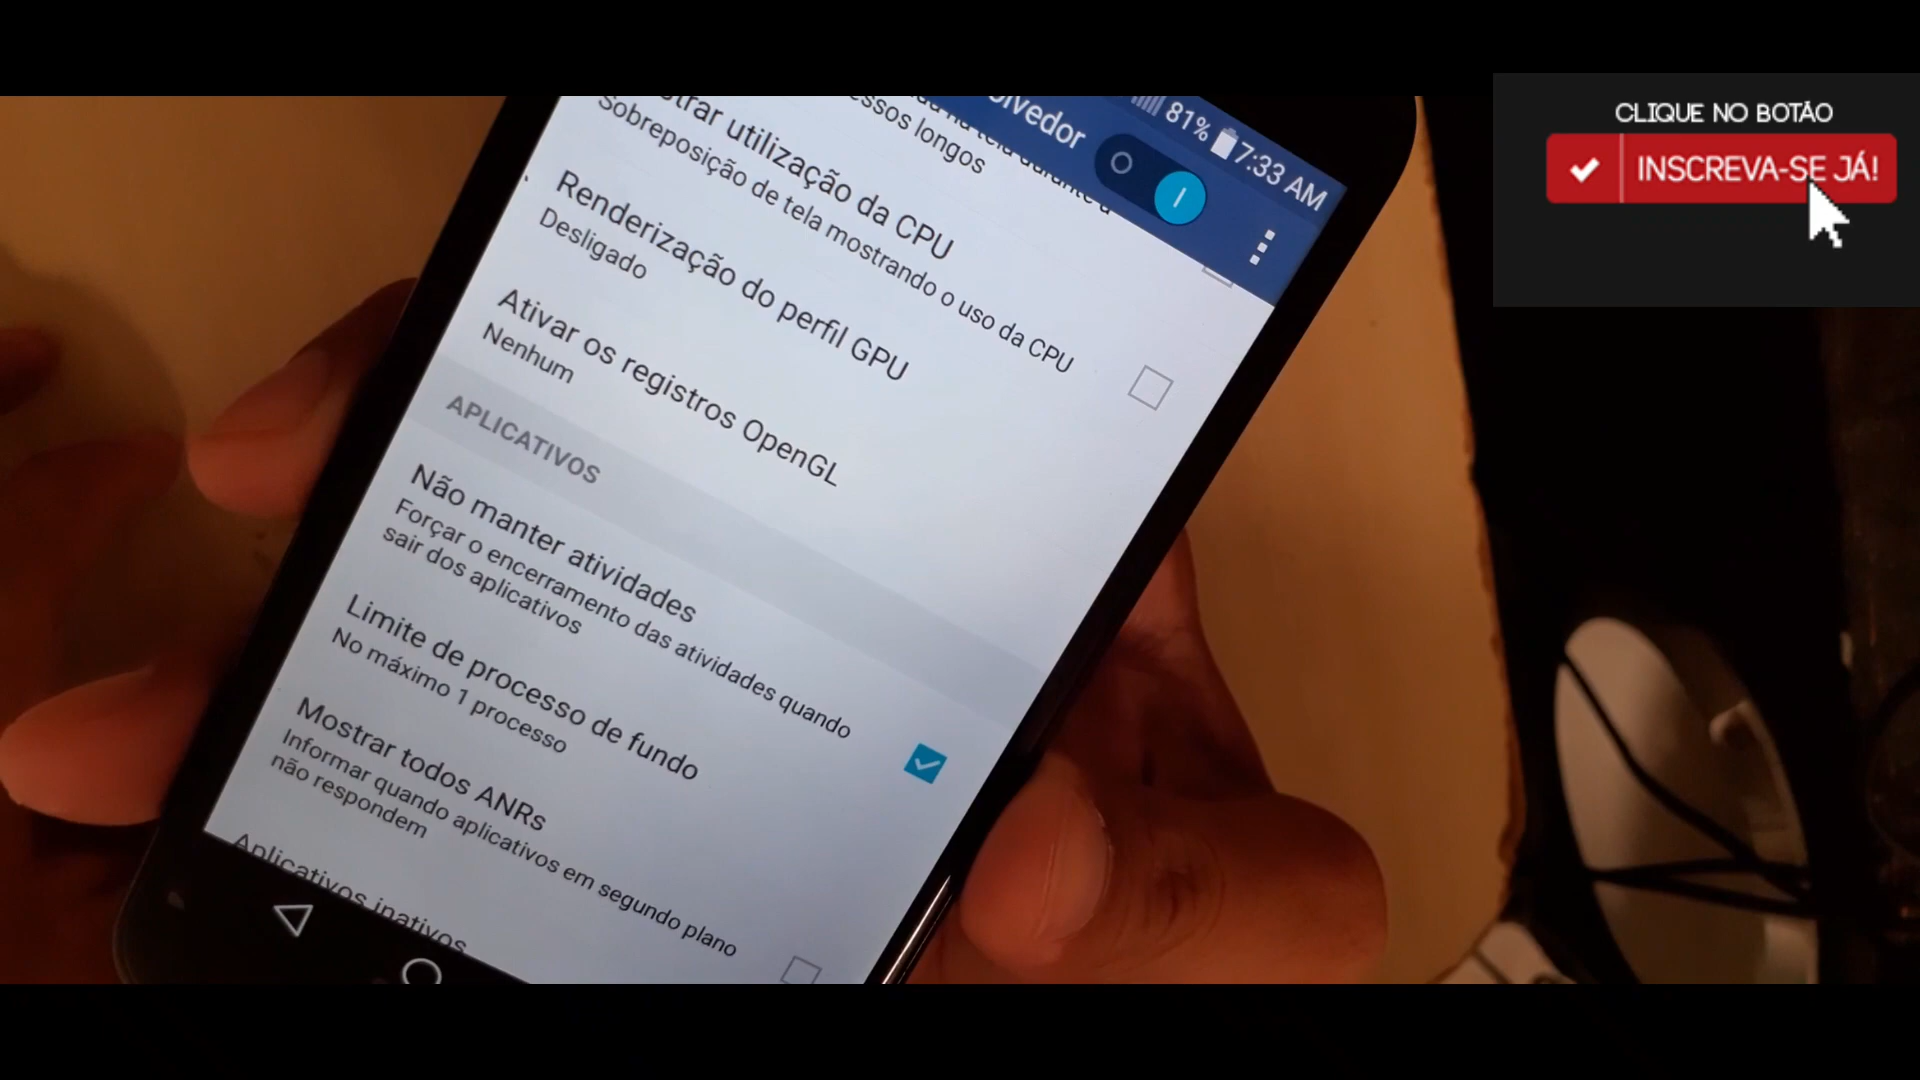 CLIQUE NO BOTÃO
INSCREVA-SE JÁ!
81% 7:33 AM
essos longos
Sobreposição de tela mostrando o uso da CPU
utilização da CPU
Renderização do perfil GPU
Desligado
Ativar os registros OpenGL
Nenhum
APLICATIVOS
Não manter atividades
Forçar o encerramento das atividades quando
sair dos aplicativos
Limite de processo de fundo
No máximo 1 processo
Mostrar todos ANRs
Informar quando aplicativos em segundo plano
não respondem
Aplicativos inativos